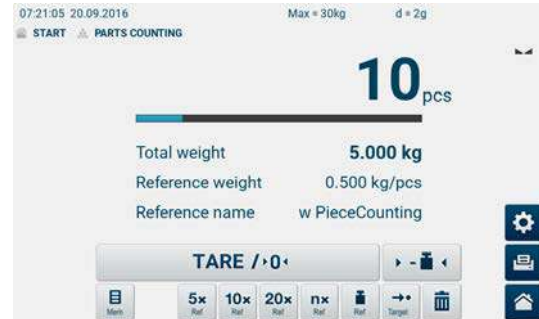 07:21:05 20.09.2016 Max = 30kg d = 2g
START PARTS COUNTING
10 pcs
Total weight 5.000 kg
Reference weight 0.500 kg/pcs
Reference name w PieceCounting
TARE / 0
Mem
5x Ref 10x Ref 20x Ref nx Ref Ref Target